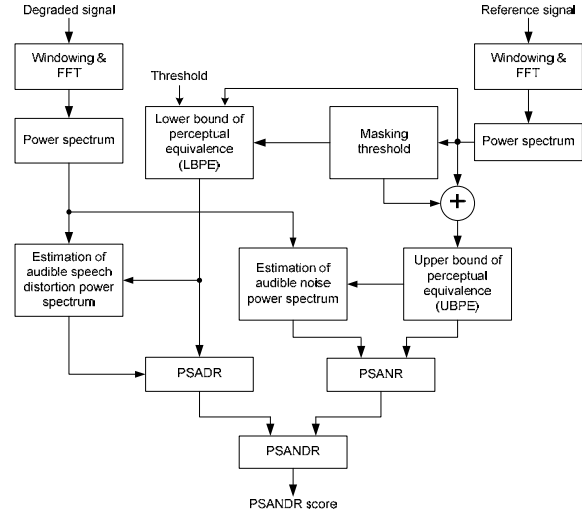 Degraded signal
Reference signal
Windowing &
FFT
Windowing &
FFT
Threshold
Power spectrum
Lower bound of
perceptual
equivalence
(LBPE)
Masking
threshold
Power spectrum
+
Estimation of
audible speech
distortion power
spectrum
Estimation of
audible noise
power spectrum
Upper bound of
perceptual
equivalence
(UBPE)
PSADR
PSANR
PSANDR
PSANDR score